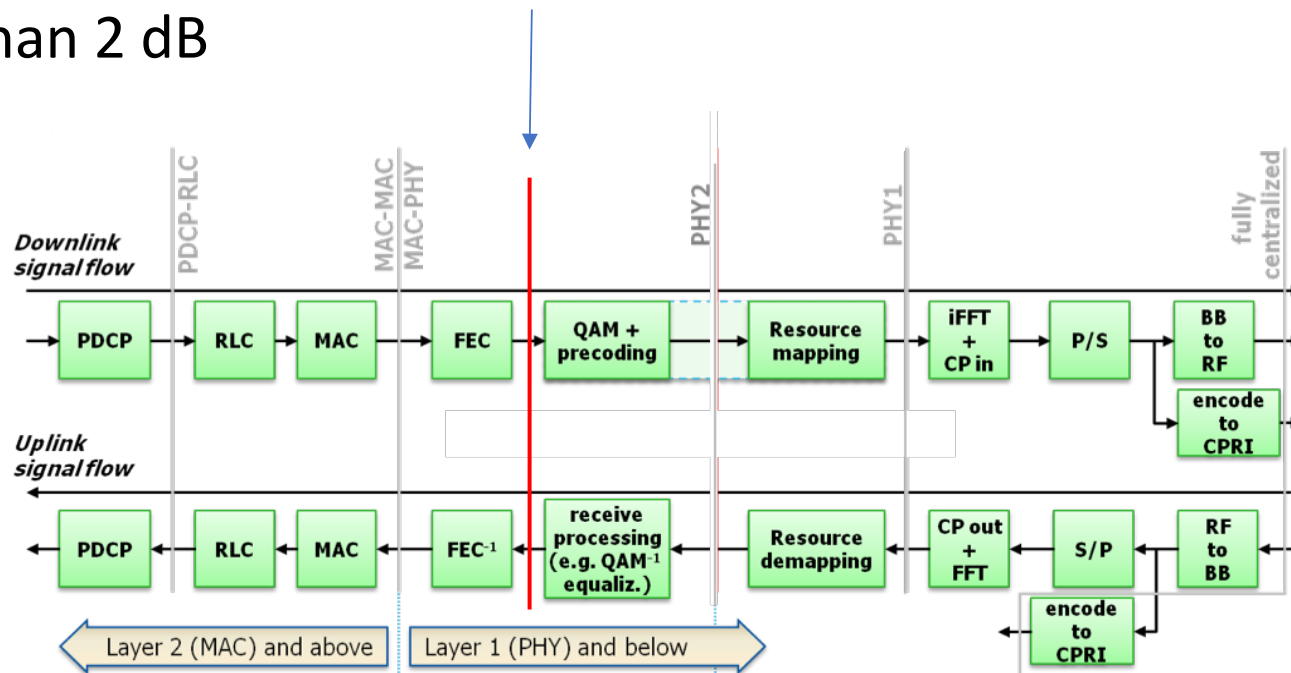 han 2 dB
PDCP-RLC
MAC-MAC
MAC-PHY
PHY2
PHY1
fully
centralized
Downlink
signal flow
PDCP
RLC
MAC
FEC
QAM +
precoding
Resource
mapping
iFFT
+
CP in
P/S
BB
to
RF
encode
to
CPRI
Uplink
signal flow
PDCP
RLC
MAC
FEC⁻¹
receive
processing
(e.g. QAM⁻¹
equaliz.)
Resource
demapping
CP out
+
FFT
S/P
RF
to
BB
encode
to
CPRI
Layer 2 (MAC) and above
Layer 1 (PHY) and below